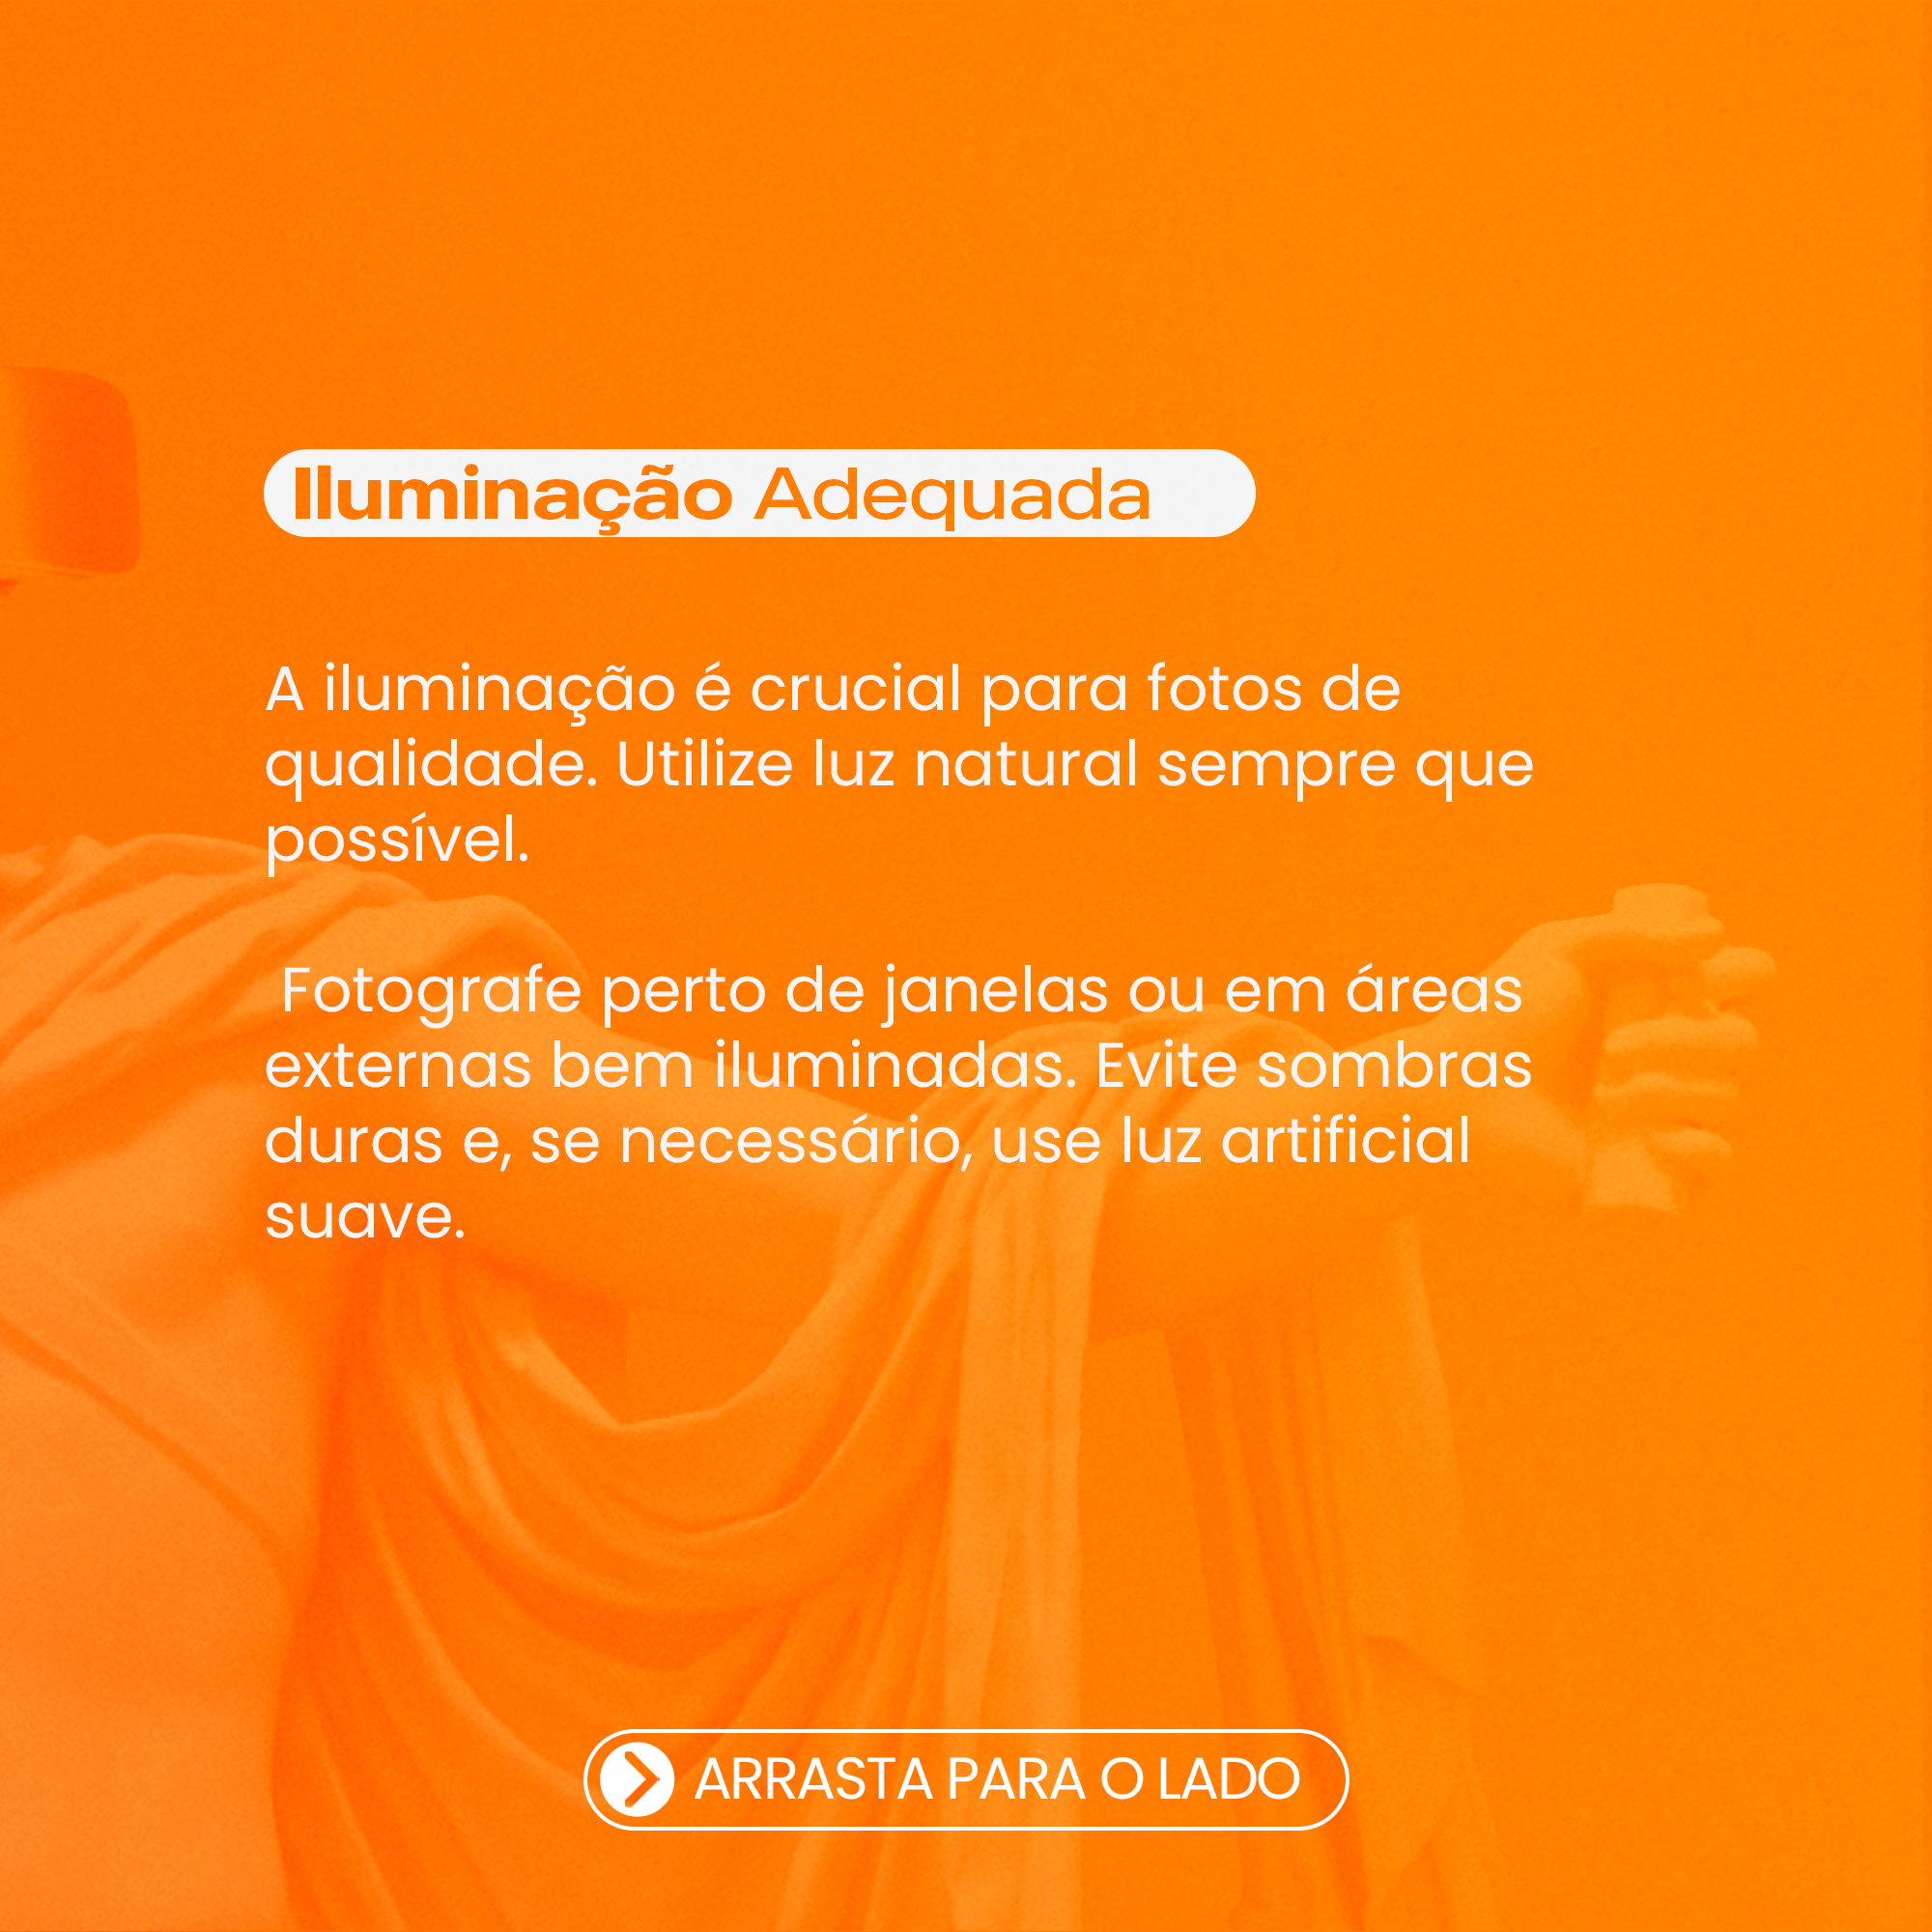 Iluminação Adequada
A iluminação é crucial para fotos de
qualidade. Utilize luz natural sempre que
possível.
Fotografe perto de janelas ou em áreas
externas bem iluminadas. Evite sombras
duras e, se necessário, use luz artificial
suave.
ARRASTA PARA O LADO